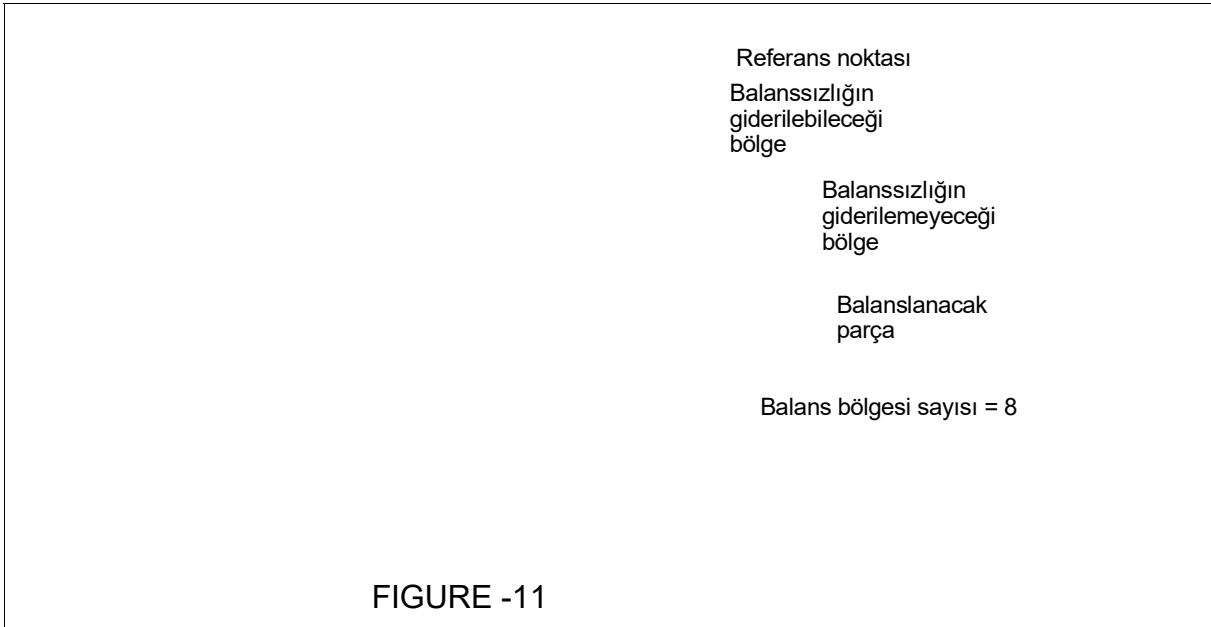 Referans noktası
Balanssızlığın
giderilebileceği
bölge
Balanssızlığın
giderilemeyeceği
bölge
Balanslanacak
parça
Balans bölgesi sayısı = 8
FIGURE -11